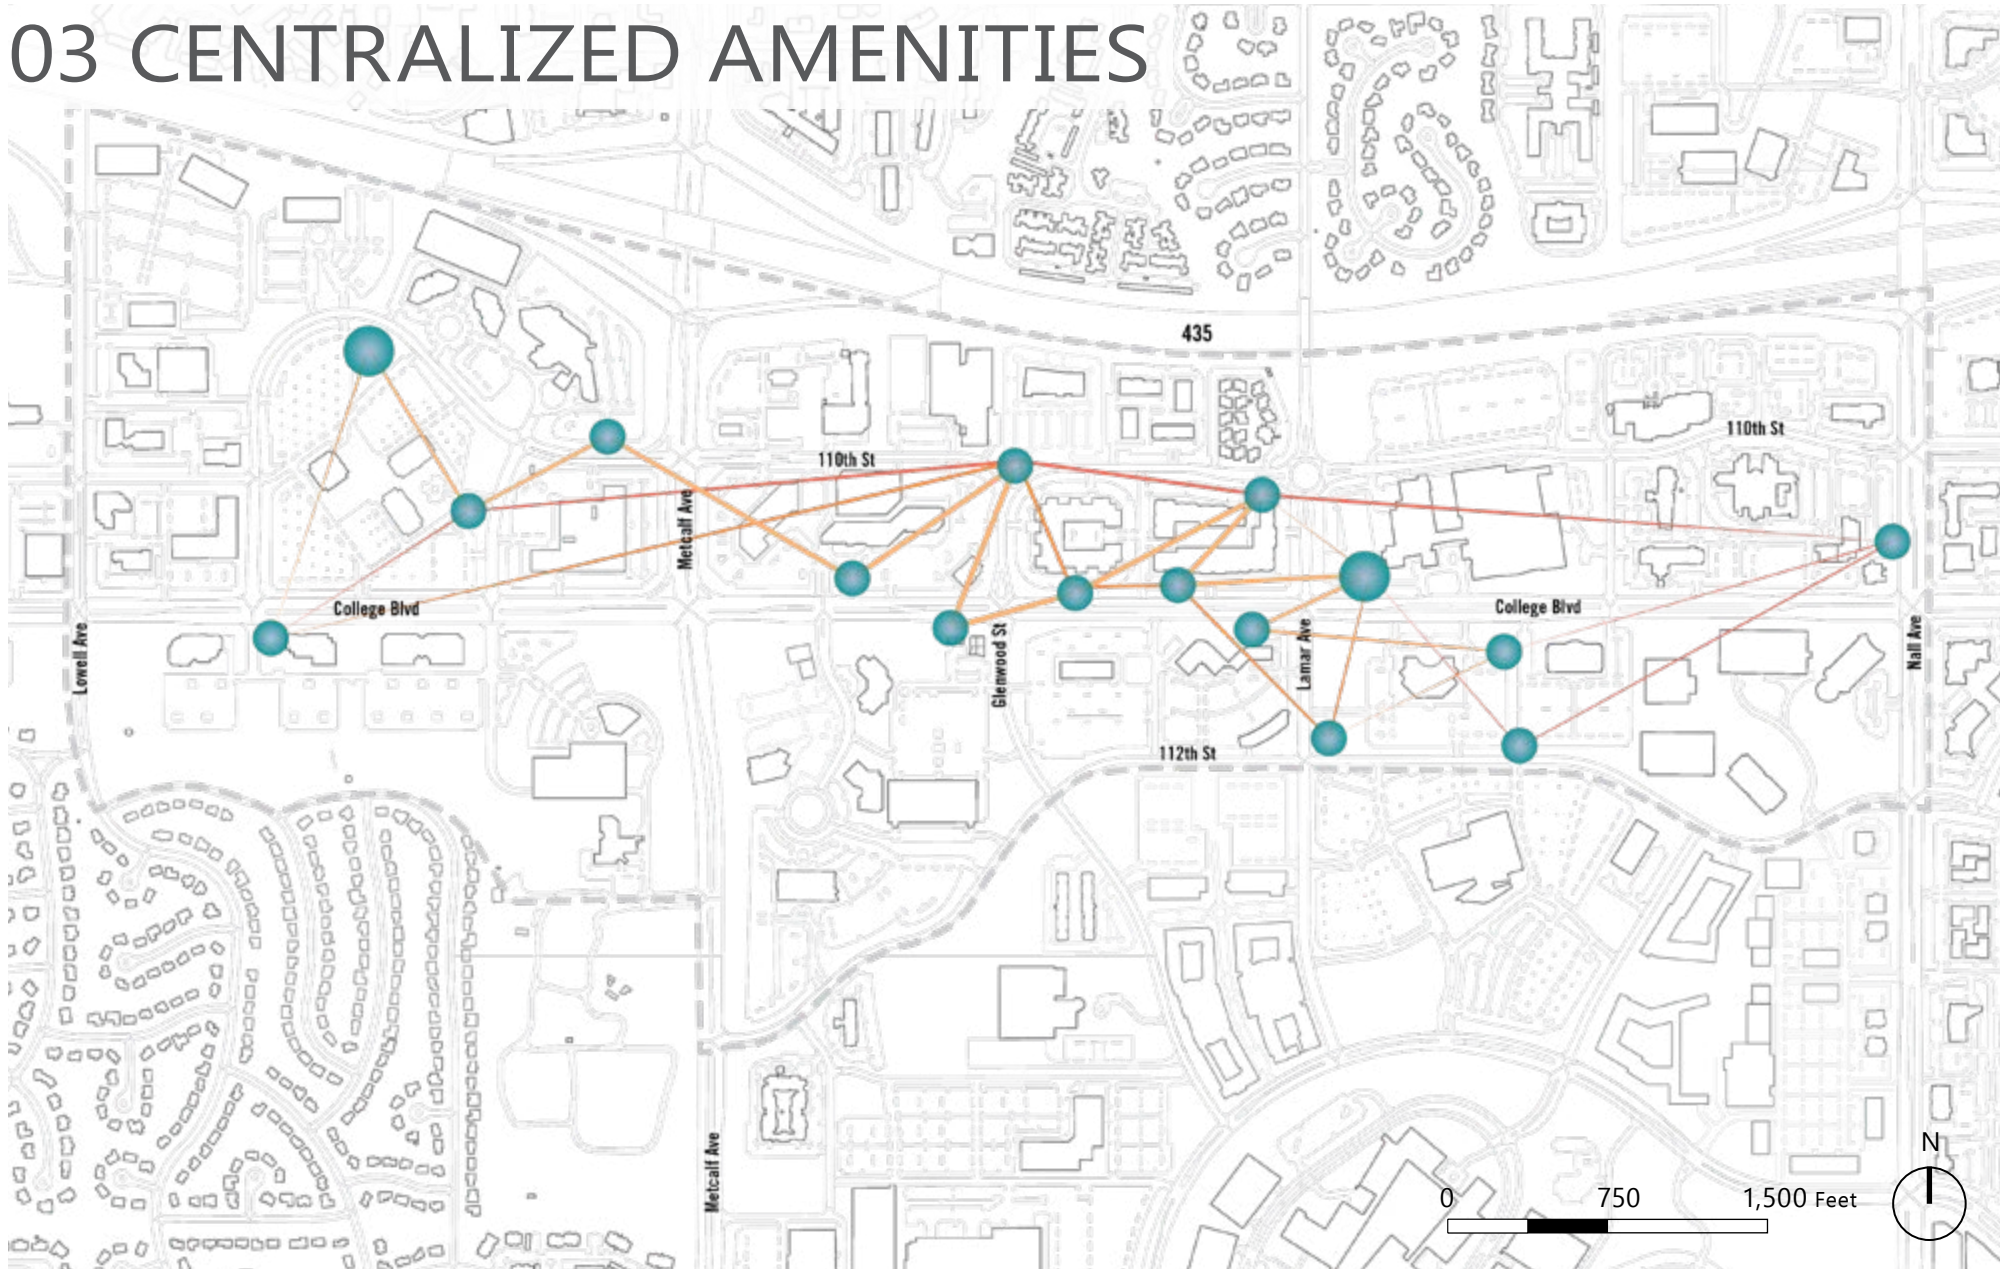 03 CENTRALIZED AMENITIES
435
110th St
110th St
Metcalf Ave
College Blvd
College Blvd
Lowell Ave
Glenwood St
Lamar Ave
Nall Ave
112th St
Metcalf Ave
N
0 750 1,500 Feet